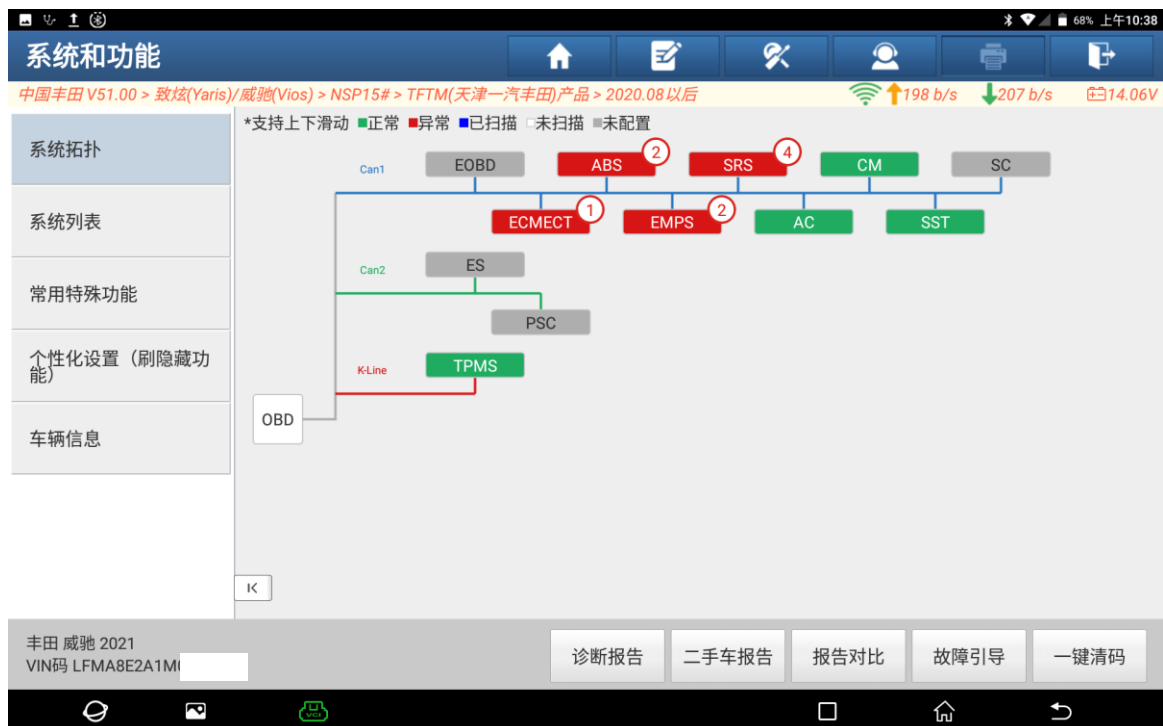 68% 上午10:38
系统和功能
中国丰田 V51.00 > 致炫(Yaris)/威驰(Vios) > NSP15# > TFTM(天津一汽丰田)产品 > 2020.08以后
198 b/s 207 b/s 14.06V
系统拓扑
系统列表
常用特殊功能
个性化设置（刷隐藏功
能）
车辆信息
*支持上下滑动 正常 异常 已扫描 未扫描 未配置
Can1
EOBD ABS 2 SRS 4 CM SC
ECMECT 1 EMPS 2 AC SST
Can2
ES
PSC
K-Line
TPMS
OBD
丰田 威驰 2021
VIN码 LFMA8E2A1M
诊断报告 二手车报告 报告对比 故障引导 一键清码
VCI